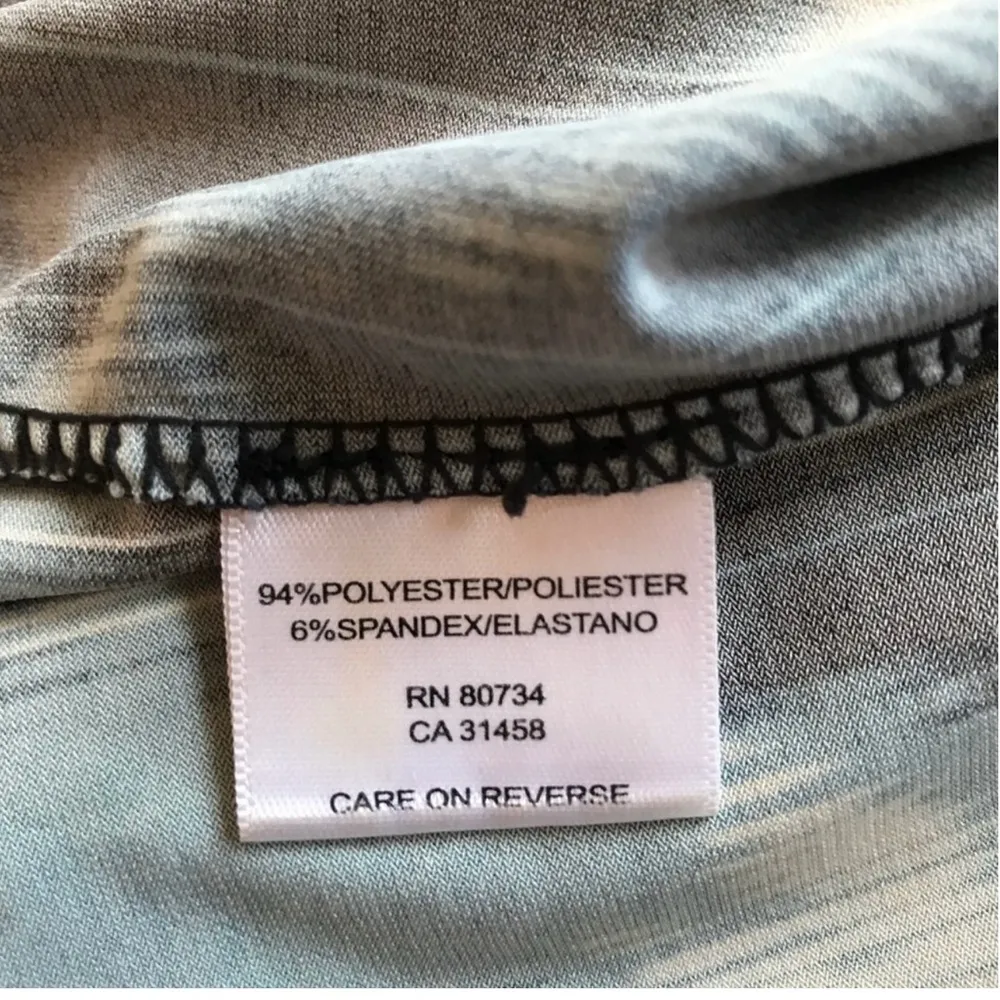 94%POLYESTER/POLIESTER
6%SPANDEX/ELASTANO
RN 80734
CA 31458
CARE ON REVERSE